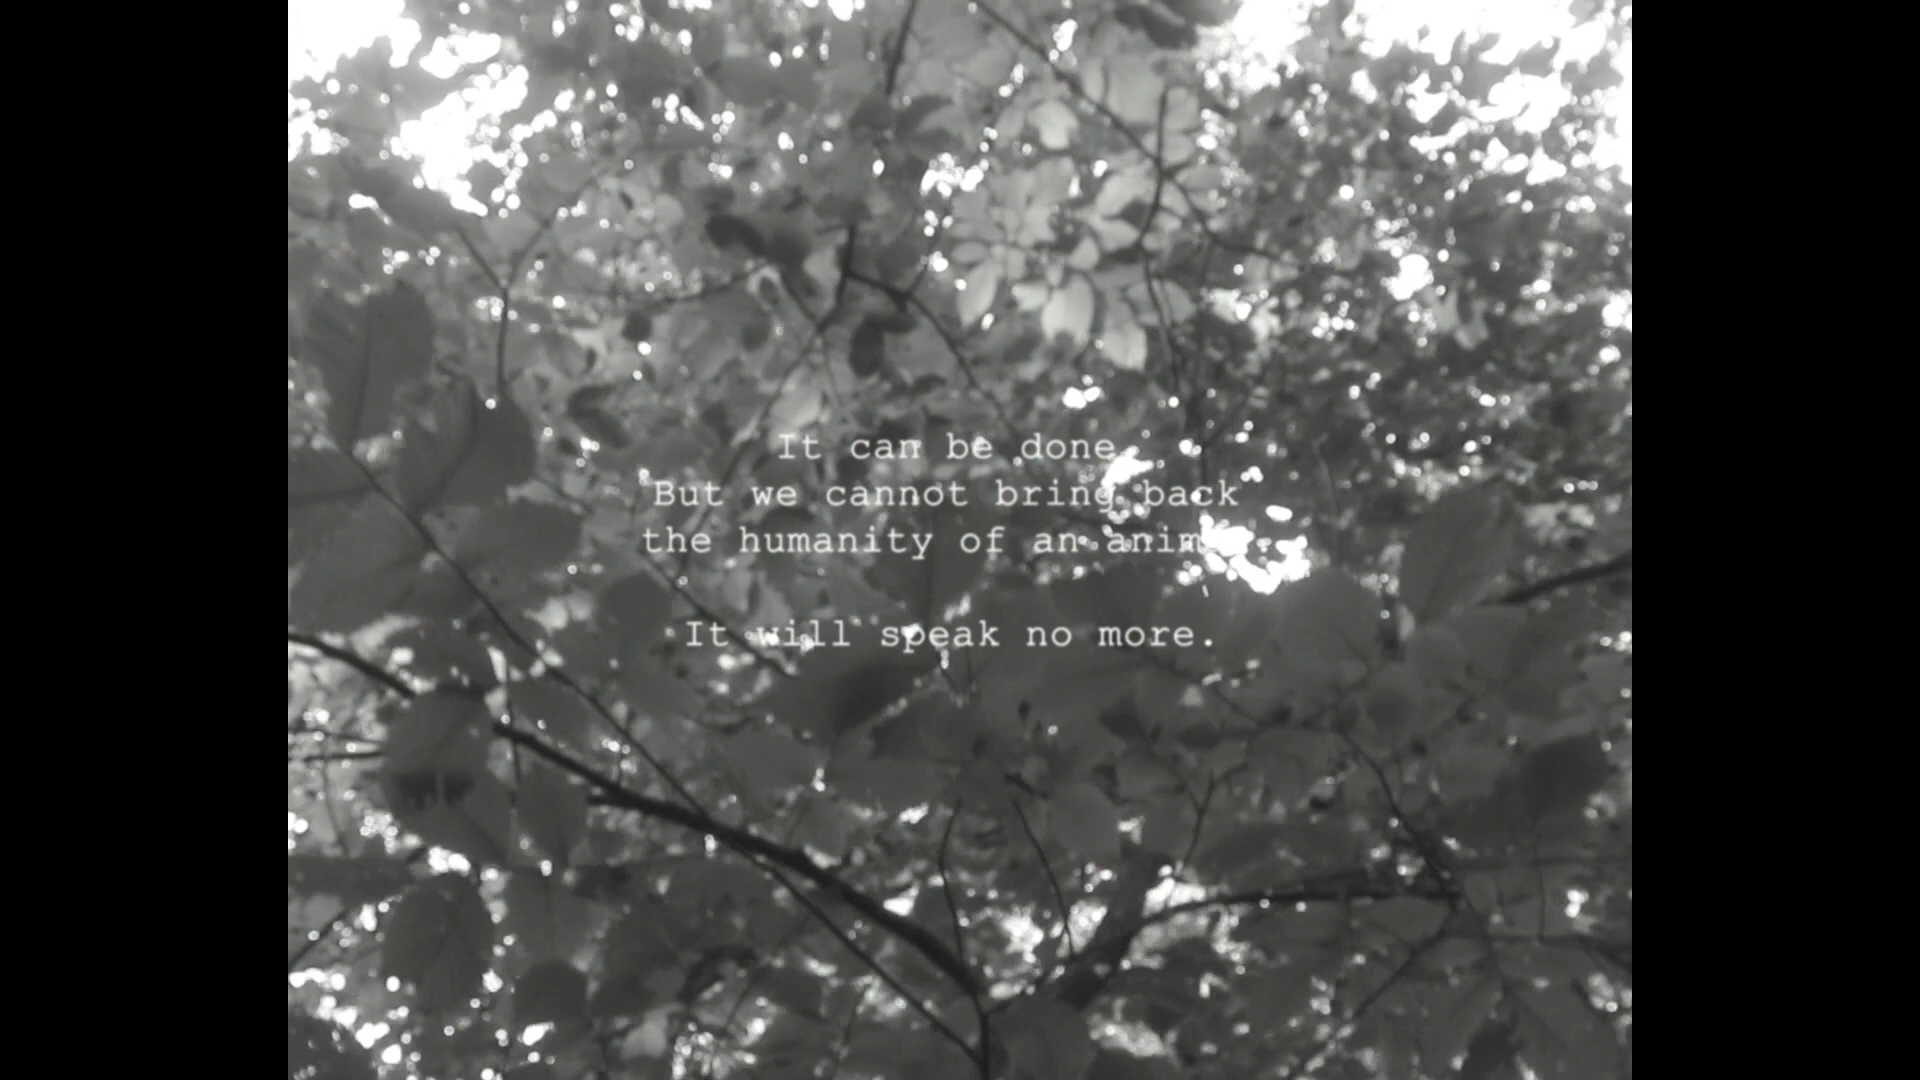 It can be done.
But we cannot bring back
the humanity of an
It will speak no more.